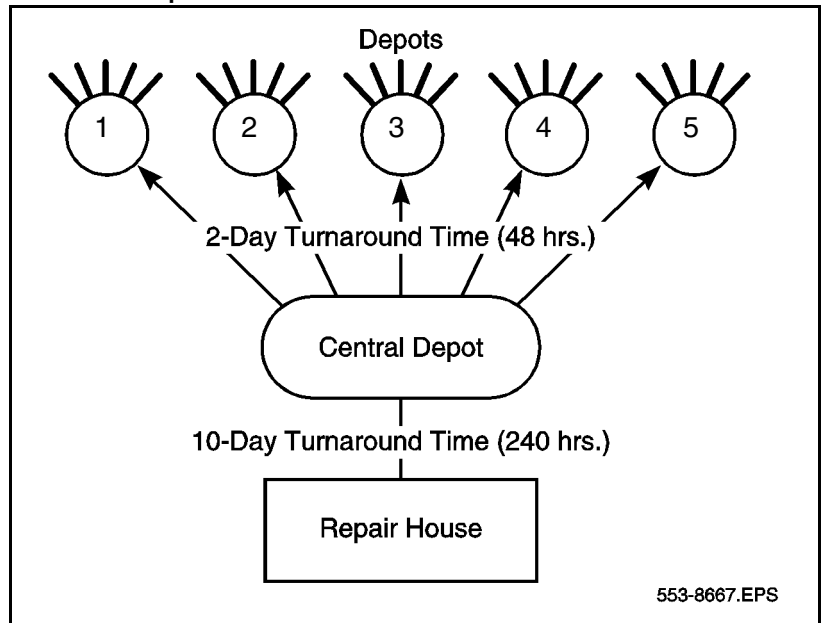 Depots
1 2 3 4 5
2-Day Turnaround Time (48 hrs.)
Central Depot
10-Day Turnaround Time (240 hrs.)
Repair House
553-8667.EPS